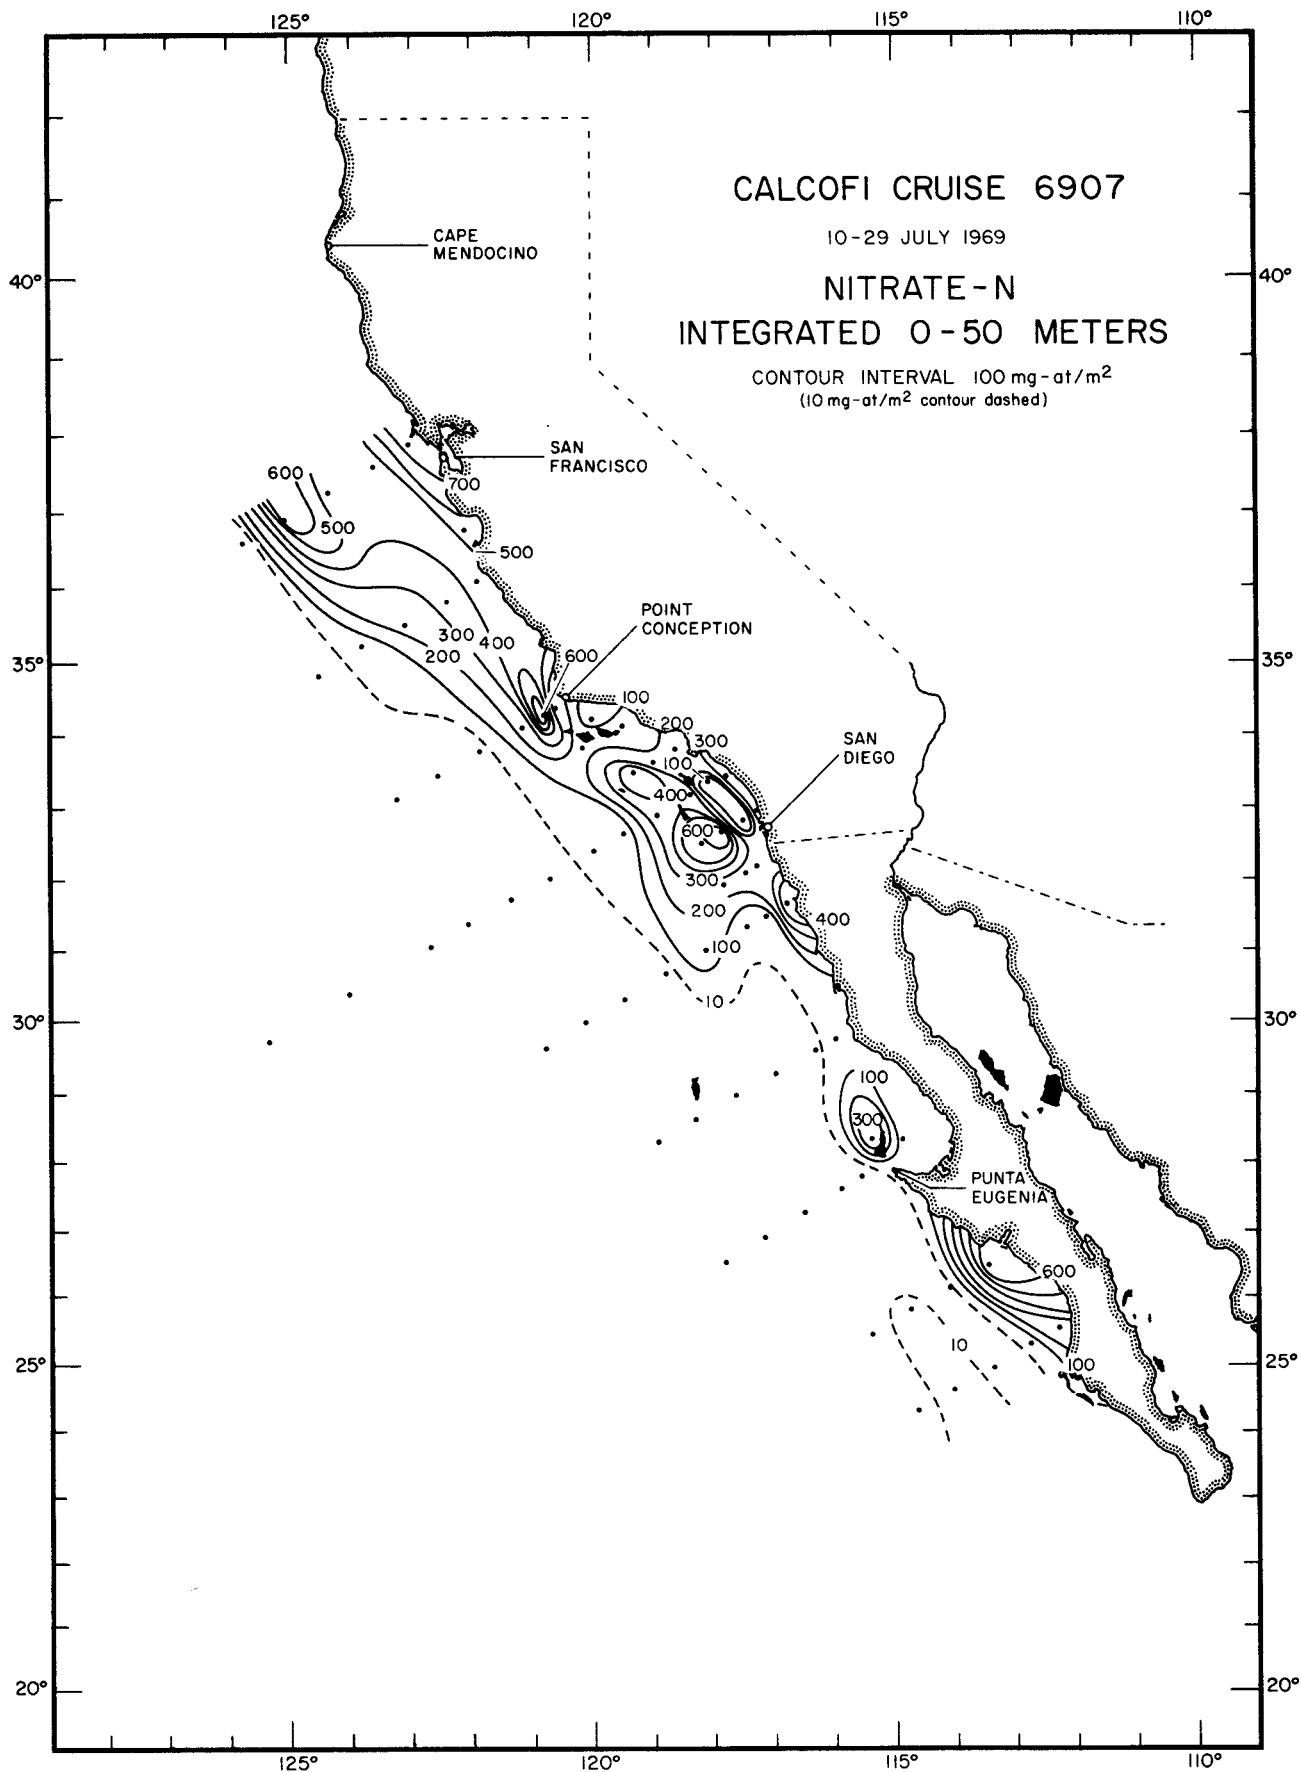 125° 120° 115° 110°
CALCOFI CRUISE 6907
10-29 JULY 1969
NITRATE-N
INTEGRATED 0-50 METERS
CONTOUR INTERVAL 100 mg-at/m²
(10 mg-at/m² contour dashed)
CAPE
MENDOCINO
40° 40°
SAN
FRANCISCO
600
700
500
500
POINT
CONCEPTION
300 400
200
600
35° 35°
100
200
300
SAN
DIEGO
100
400
600
300
200
400
100
10
30° 30°
100
300
PUNTA
EUGENIA
600
10
100
25° 25°
20° 20°
125° 120° 115° 110°